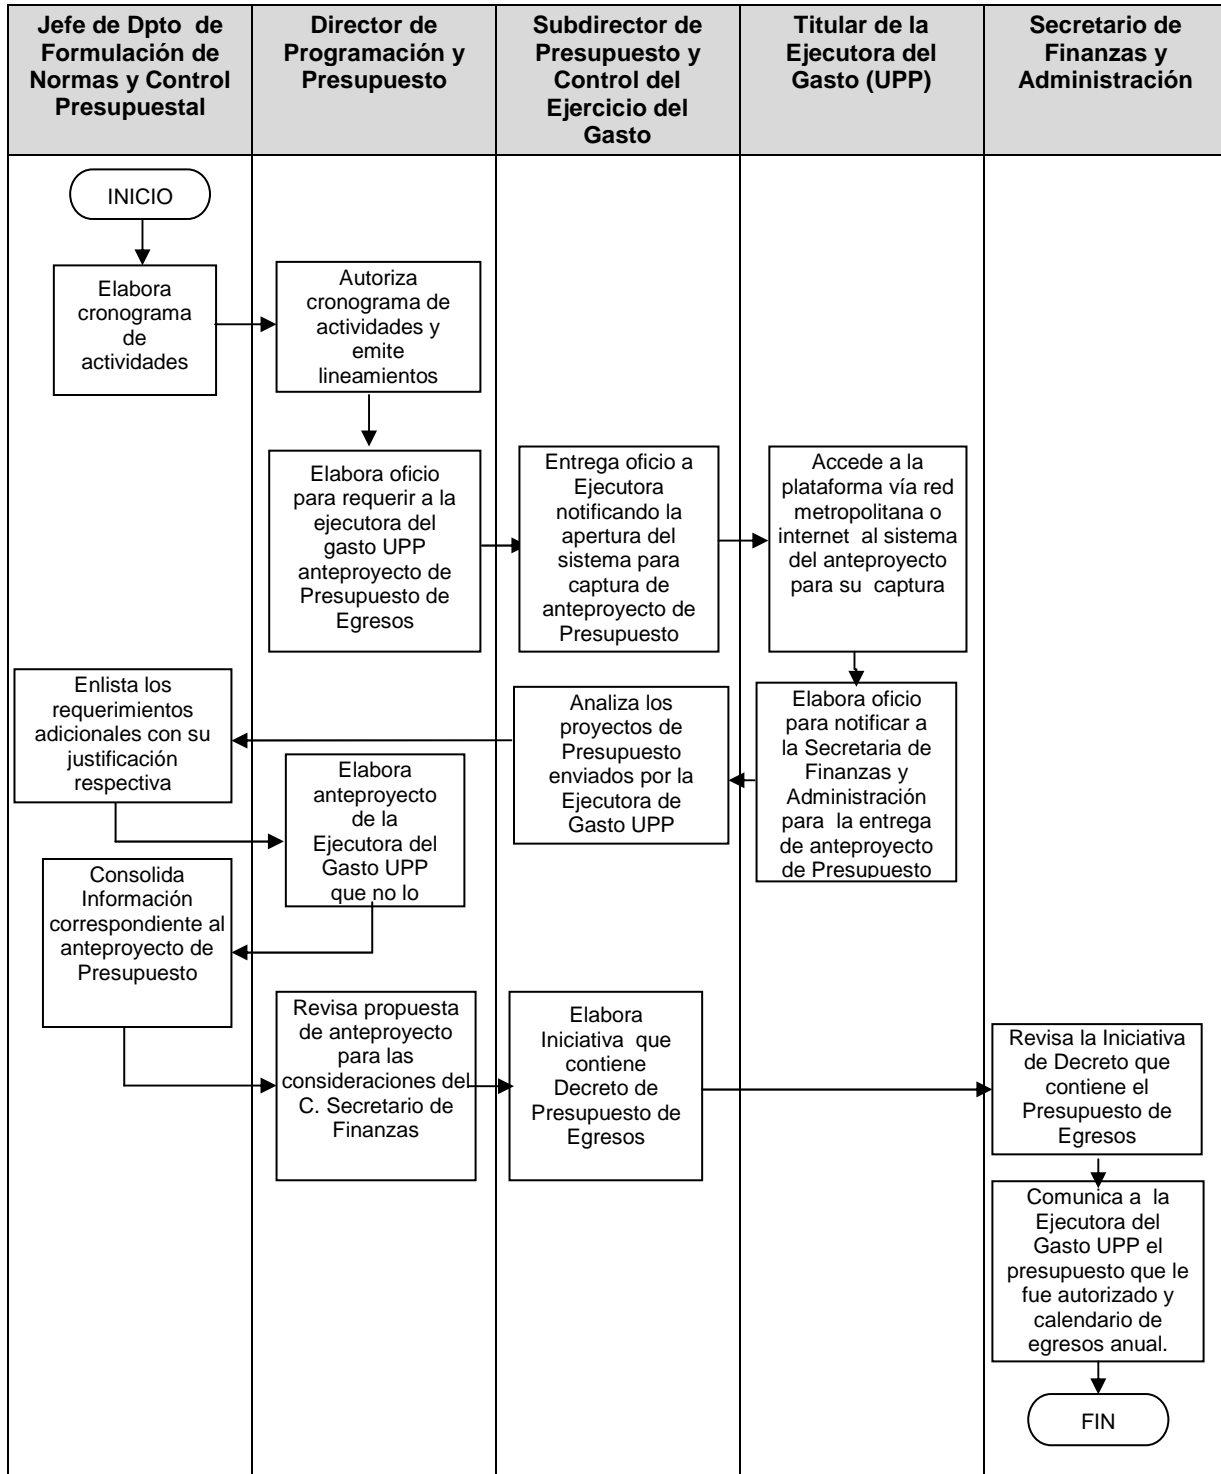 Jefe de Dpto de
Formulación de
Normas y Control
Presupuestal
Director de
Programación y
Presupuesto
Subdirector de
Presupuesto y
Control del
Ejercicio del
Gasto
Titular de la
Ejecutora del
Gasto (UPP)
Secretario de
Finanzas y
Administración
INICIO
Elabora
cronograma
de
actividades
Autoriza
cronograma de
actividades y
emite
lineamientos
Elabora oficio
para requerir a la
ejecutora del
gasto UPP
anteproyecto de
Presupuesto de
Egresos
Entrega oficio a
Ejecutora
notificando la
apertura del
sistema para
captura de
anteproyecto de
Presupuesto
Accede a la
plataforma vía red
metropolitana o
internet al sistema
del anteproyecto
para su captura
Elabora oficio
para notificar a
la Secretaria de
Finanzas y
Administración
para la entrega
de anteproyecto
de Presupuesto
Analiza los
proyectos de
Presupuesto
enviados por la
Ejecutora de
Gasto UPP
Enlista los
requerimientos
adicionales con su
justificación
respectiva
Elabora
anteproyecto
de la
Ejecutora del
Gasto UPP
que no lo
Consolida
Información
correspondiente al
anteproyecto de
Presupuesto
Revisa propuesta
de anteproyecto
para las
consideraciones del
C. Secretario de
Finanzas
Elabora
Iniciativa que
contiene
Decreto de
Presupuesto de
Egresos
Revisa la Iniciativa
de Decreto que
contiene el
Presupuesto de
Egresos
Comunica a la
Ejecutora del
Gasto UPP el
presupuesto que le
fue autorizado y
calendario de
egresos anual.
FIN